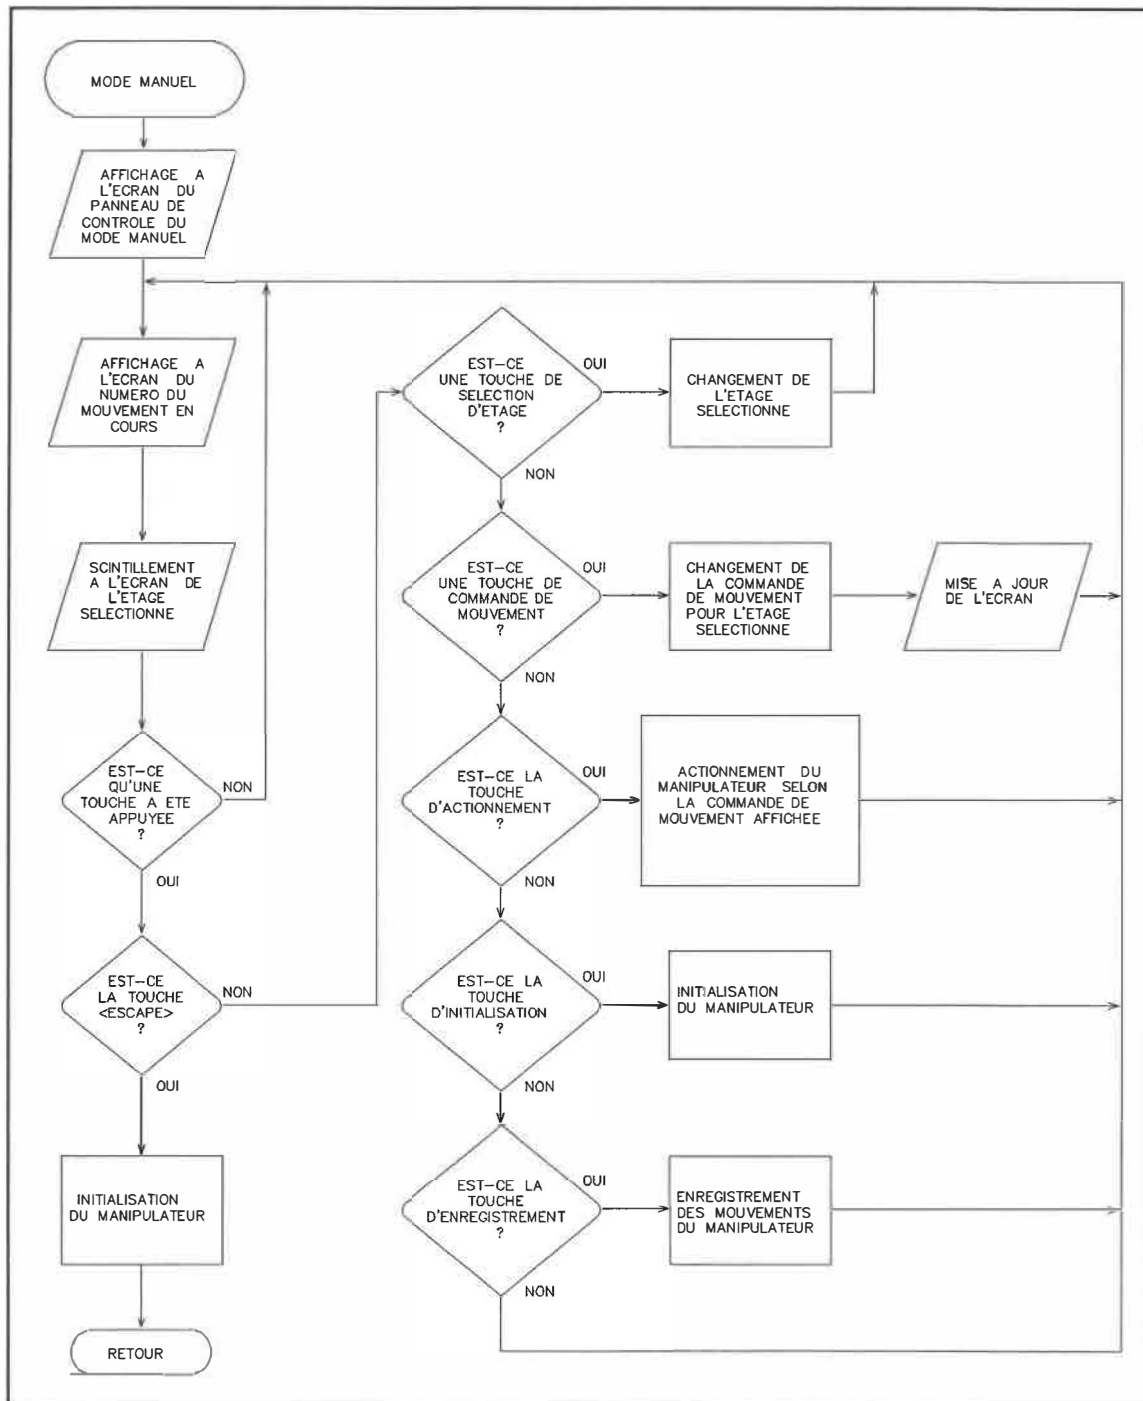 MODE MANUEL
AFFICHAGE A
L'ECRAN DU
PANNEAU DE
CONTROLE DU
MODE MANUEL
AFFICHAGE A
L'ECRAN DU
NUMERO DU
MOUVEMENT EN
COURS
SCINTILLEMENT
A L'ECRAN DE
L'ETAGE
SELECTIONNE
EST-CE
QU'UNE
TOUCHE A ETE
APPUYEE
?
NON
OUI
EST-CE
LA TOUCHE
<ESCAPE>
?
NON
OUI
INITIALISATION
DU MANIPULATEUR
RETOUR
EST-CE
UNE TOUCHE DE
SELECTION
D'ETAGE
?
OUI
NON
CHANGEMENT DE
L'ETAGE
SELECTIONNE
EST-CE
UNE TOUCHE DE
COMMANDE DE
MOUVEMENT
?
OUI
NON
CHANGEMENT DE
LA COMMANDE
DE MOUVEMENT
POUR L'ETAGE
SELECTIONNE
MISE A JOUR
DE L'ECRAN
EST-CE LA
TOUCHE
D'ACTIONNEMENT
?
OUI
NON
ACTIONNEMENT DU
MANIPULATEUR SELON
LA COMMANDE DE
MOUVEMENT AFFICHEE
EST-CE LA
TOUCHE
D'INITIALISATION
?
OUI
NON
INITIALISATION
DU MANIPULATEUR
EST-CE LA
TOUCHE
D'ENREGISTREMENT
?
OUI
NON
ENREGISTREMENT
DES MOUVEMENTS
DU MANIPULATEUR